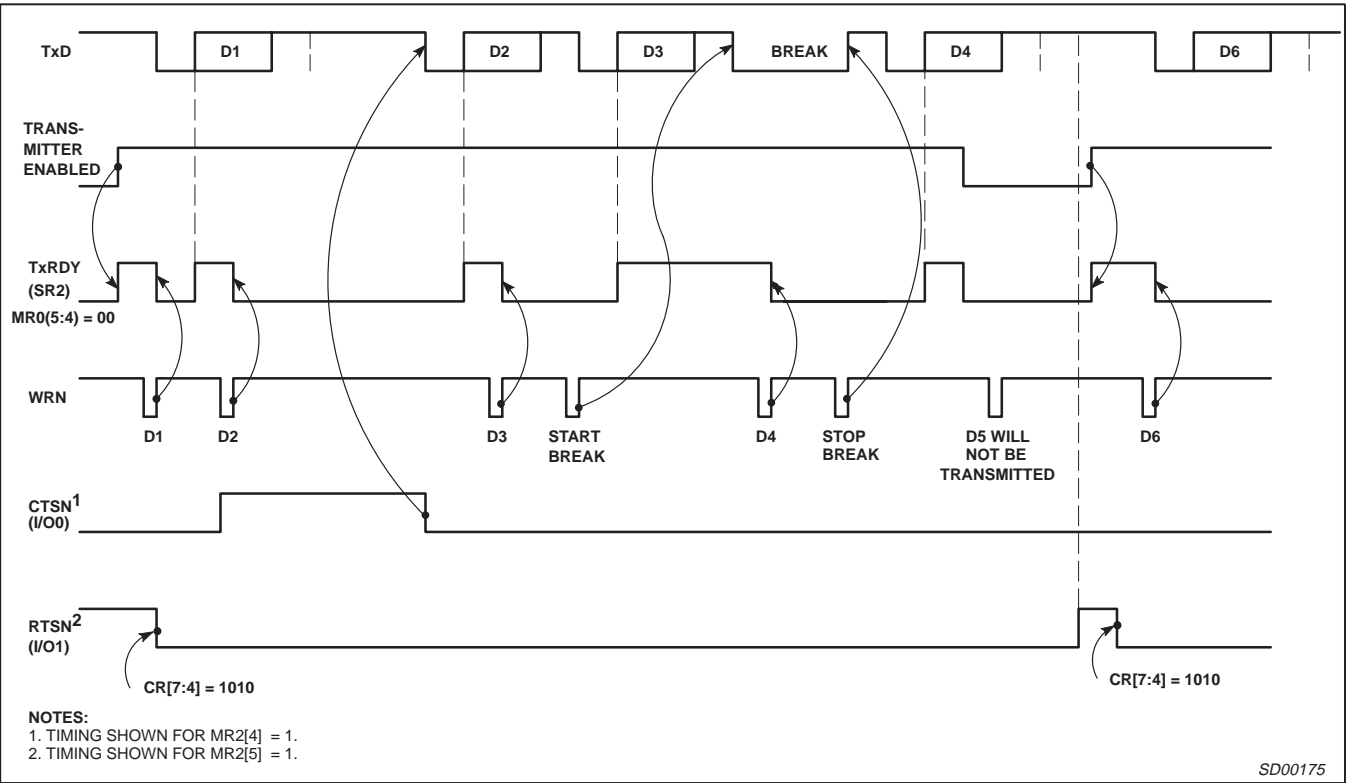 TxD
D1
D2
D3
BREAK
D4
D6
TRANS-
MITTER
ENABLED
TxRDY
(SR2)
MR0(5:4) = 00
WRN
D1
D2
D3
START
BREAK
D4
STOP
BREAK
D5 WILL
NOT BE
TRANSMITTED
D6
CTSN1
(I/O0)
RTSN2
(I/O1)
CR[7:4] = 1010
CR[7:4] = 1010
NOTES:
1. TIMING SHOWN FOR MR2[4] = 1.
2. TIMING SHOWN FOR MR2[5] = 1.
SD00175